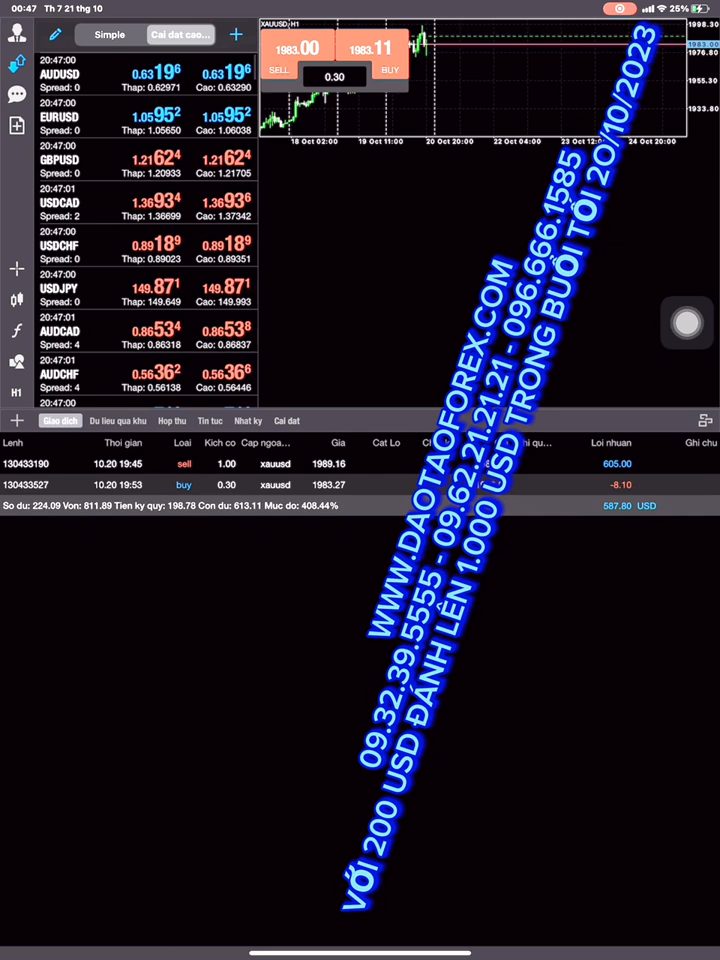 00:47 Th 7 21 thg 10
25%
Simple Cai dat cao...
20:47:00
AUDUSD 0.63196 0.63196
Spread: 0 Thap: 0.62971 Cao: 0.63290
20:47:00
EURUSD 1.05952 1.05952
Spread: 0 Thap: 1.05650 Cao: 1.06038
20:47:00
GBPUSD 1.21624 1.21624
Spread: 0 Thap: 1.20933 Cao: 1.21705
20:47:01
USDCAD 1.36934 1.36936
Spread: 2 Thap: 1.36699 Cao: 1.37342
20:47:00
USDCHF 0.89189 0.89189
Spread: 0 Thap: 0.89023 Cao: 0.89351
20:47:00
USDJPY 149.871 149.871
Spread: 0 Thap: 149.649 Cao: 149.993
20:47:01
AUDCAD 0.86534 0.86538
Spread: 4 Thap: 0.86318 Cao: 0.86837
20:47:01
AUDCHF 0.56362 0.56366
Spread: 4 Thap: 0.56138 Cao: 0.56446
20:47:00
XAUUSD,H1
1983.00 1983.11
SELL 0.30 BUY
1998.30
1983.00
1976.80
1955.30
1933.80
18 Oct 02:00 19 Oct 11:00 20 Oct 20:00 22 Oct 04:00 23 Oct 12: 24 Oct 20:00
H1
Giao dich Du lieu qua khu Hop thu Tin tuc Nhat ky Cai dat
Lenh Thoi gian Loai Kich co Cap ngoa... Gia Cat Lo Loi nhuan Ghi chu
130433190 10.20 19:45 sell 1.00 xauusd 1989.16 605.00
130433527 10.20 19:53 buy 0.30 xauusd 1983.27 -8.10
So du: 224.09 Von: 811.89 Tien ky quy: 198.78 Con du: 613.11 Muc do: 408.44% 587.80 USD
WWW.DAOTAOFOREX.COM
09.32.39.5555 - 09.62.21.21.21 - 096.666.1585
VỚI 200 USD ĐÁNH LÊN 1.000 USD TRONG BUỔI TỐI 20/10/2023